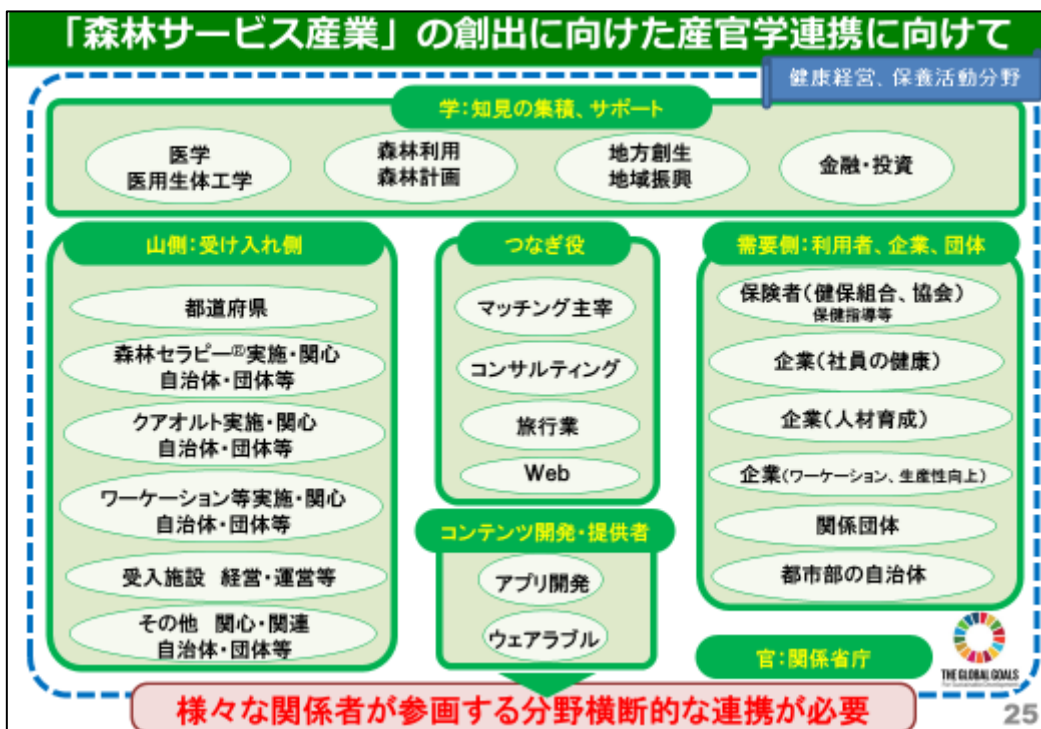 「森林サービス産業」の創出に向けた産官学連携に向けて
健康経営、保養活動分野
学:知見の集積、サポート
医学
医用生体工学
森林利用
森林計画
地方創生
地域振興
金融・投資
山側:受け入れ側
都道府県
森林セラピー®実施・関心
自治体・団体等
クアオルト実施・関心
自治体・団体等
ワーケーション等実施・関心
自治体・団体等
受入施設 経営・運営等
その他 関心・関連
自治体・団体等
つなぎ役
マッチング主宰
コンサルティング
旅行業
Web
コンテンツ開発・提供者
アプリ開発
ウェアラブル
需要側:利用者、企業、団体
保険者(健保組合、協会)
保健指導等
企業(社員の健康)
企業(人材育成)
企業(ワーケーション、生産性向上)
関係団体
都市部の自治体
官:関係省庁
THE GLOBAL GOALS
For Sustainable Development
様々な関係者が参画する分野横断的な連携が必要
25